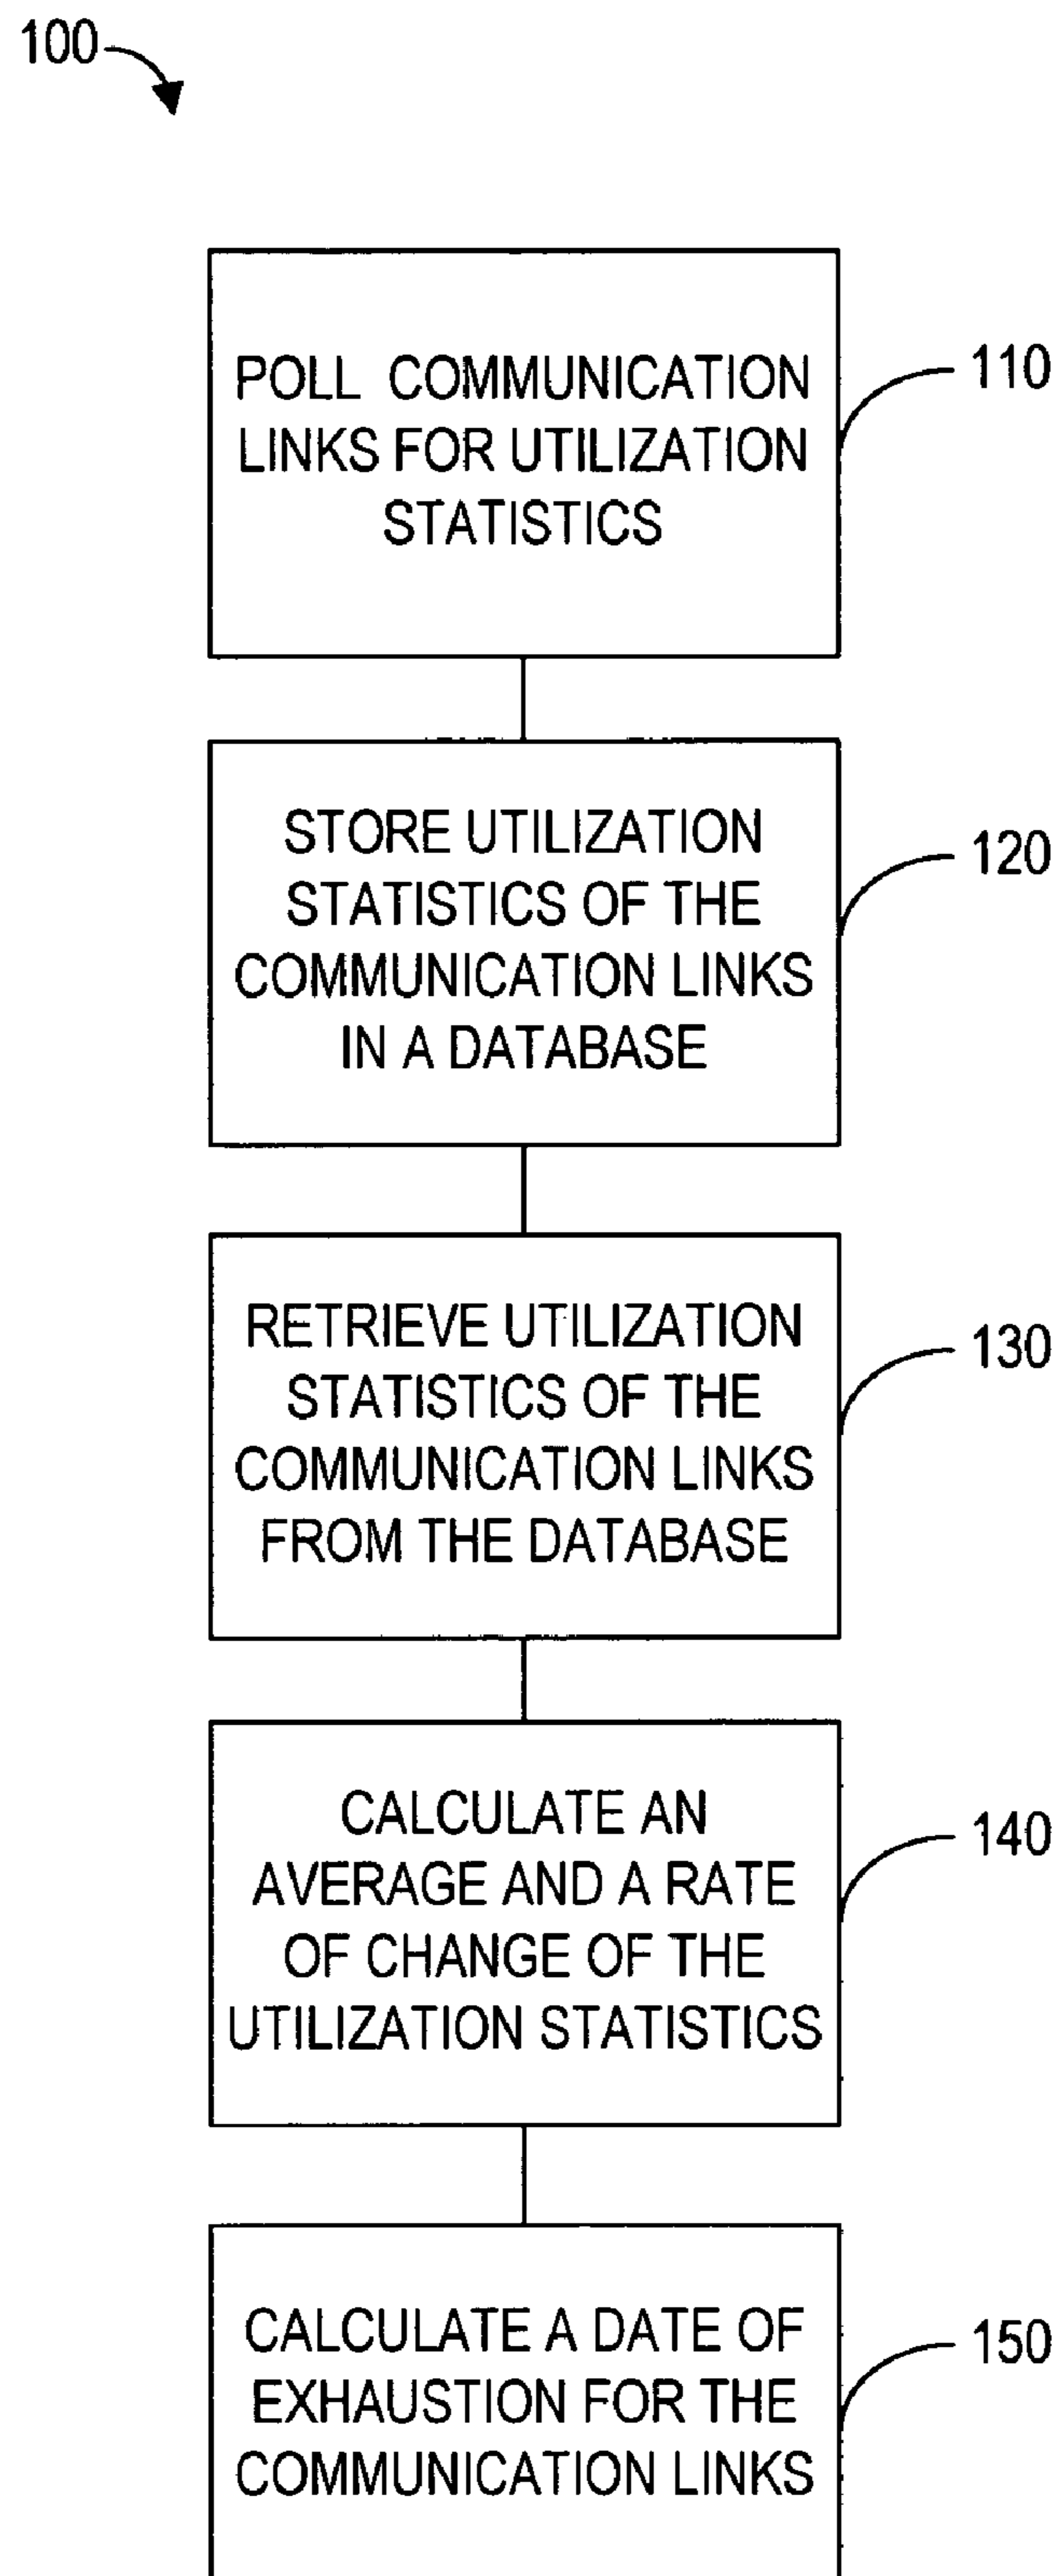 100
POLL COMMUNICATION
LINKS FOR UTILIZATION
STATISTICS
110
STORE UTILIZATION
STATISTICS OF THE
COMMUNICATION LINKS
IN A DATABASE
120
RETRIEVE UTILIZATION
STATISTICS OF THE
COMMUNICATION LINKS
FROM THE DATABASE
130
CALCULATE AN
AVERAGE AND A RATE
OF CHANGE OF THE
UTILIZATION STATISTICS
140
CALCULATE A DATE OF
EXHAUSTION FOR THE
COMMUNICATION LINKS
150